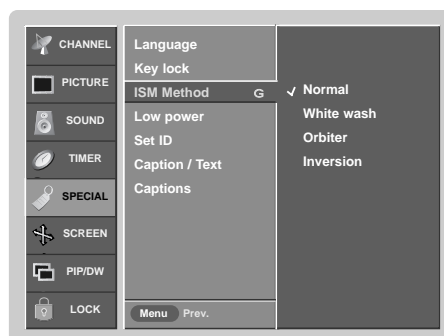 CHANNEL
PICTURE
SOUND
TIMER
SPECIAL
SCREEN
PIP/DW
LOCK
Language
Key lock
ISM Method G
Low power
Set ID
Caption / Text
Captions
Menu Prev.
Normal
White wash
Orbiter
Inversion